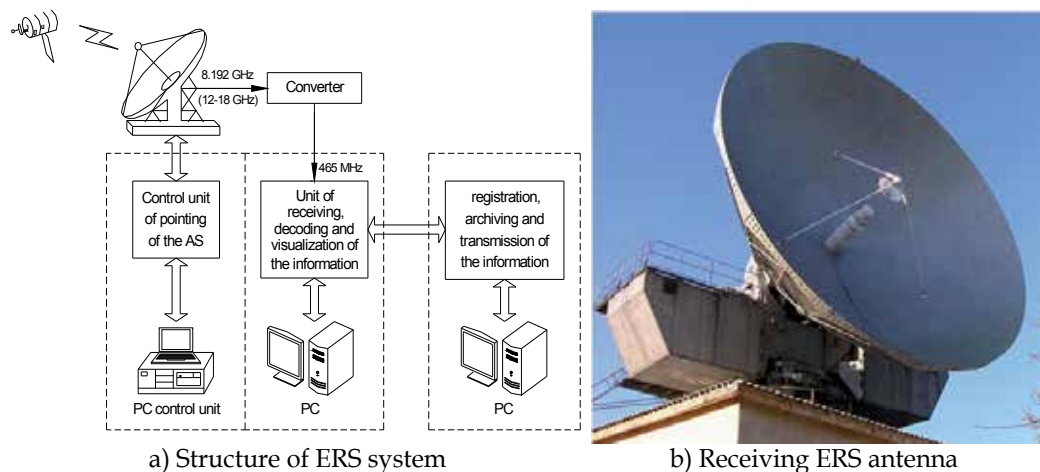 8.192 GHz
(12-18 GHz)
Converter
465 MHz
Control unit
of pointing
of the AS
Unit of
receiving,
decoding and
visualization of
the information
registration,
archiving and
transmission of
the information
PC control unit
PC
PC
a) Structure of ERS system
b) Receiving ERS antenna